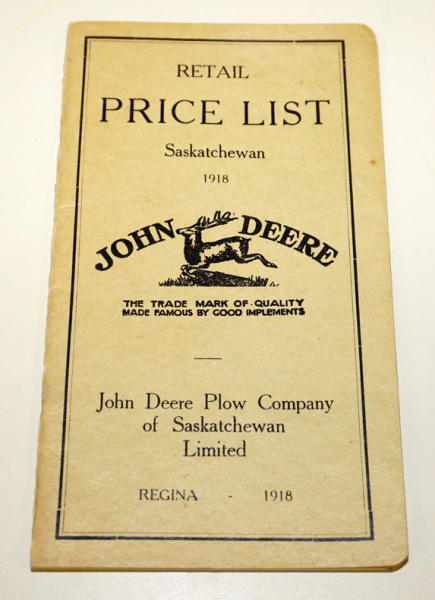 RETAIL
PRICE LIST
Saskatchewan
1918
JOHN DEERE
THE TRADE MARK OF QUALITY
MADE FAMOUS BY GOOD IMPLEMENTS
John Deere Plow Company
of Saskatchewan
Limited
REGINA - 1918